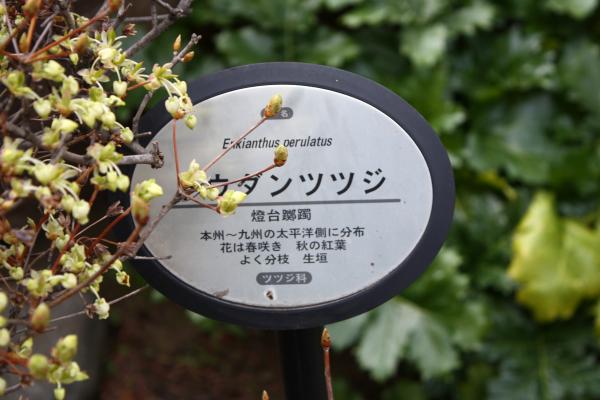 名
Enkianthus perulatus
ウダンツツジ
燈台躑躅
本州～九州の太平洋側に分布
花は春咲き 秋の紅葉
よく分枝 生垣
ツツジ科